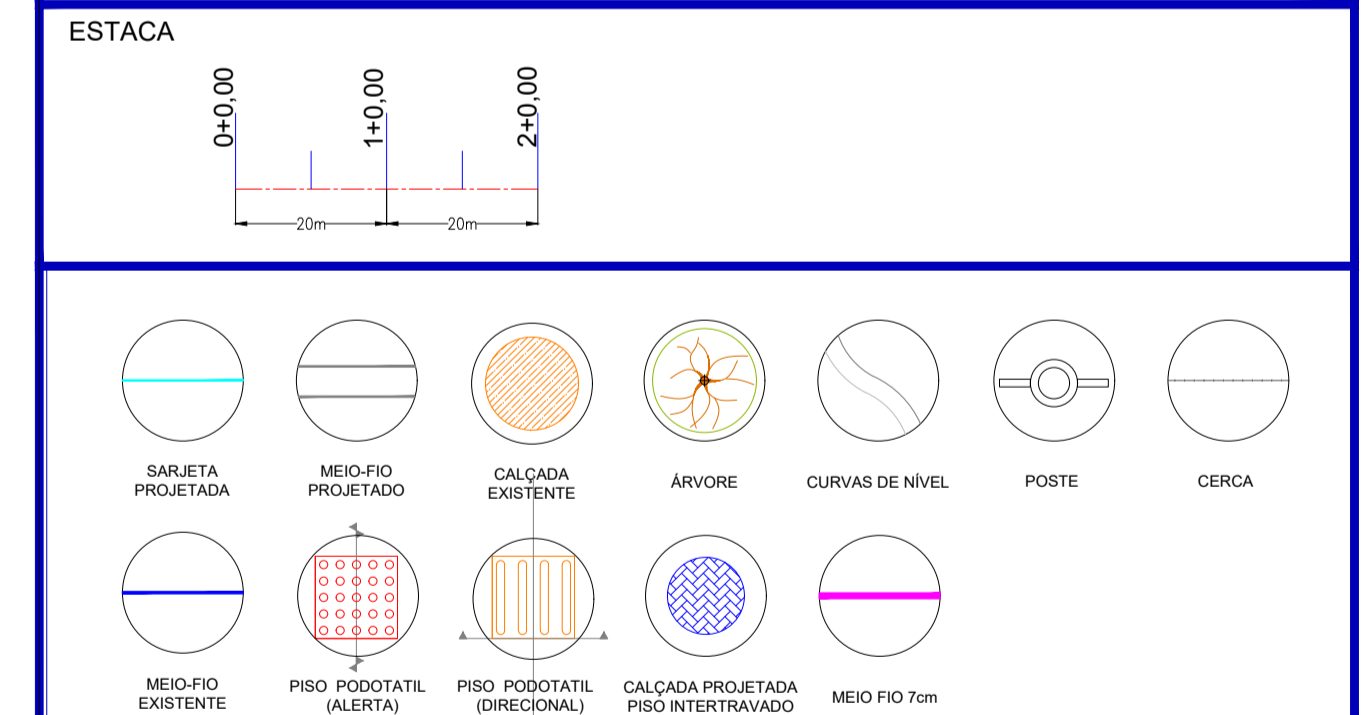 ESTACA
0+0,00
1+0,00
2+0,00
20m
20m
SARJETA
PROJETADA
MEIO-FIO
PROJETADO
CALÇADA
EXISTENTE
ÁRVORE
CURVAS DE NÍVEL
POSTE
CERCA
MEIO-FIO
EXISTENTE
PISO PODOTATIL
(ALERTA)
PISO PODOTATIL
(DIRECIONAL)
CALÇADA PROJETADA
PISO INTERTRAVADO
MEIO FIO 7cm